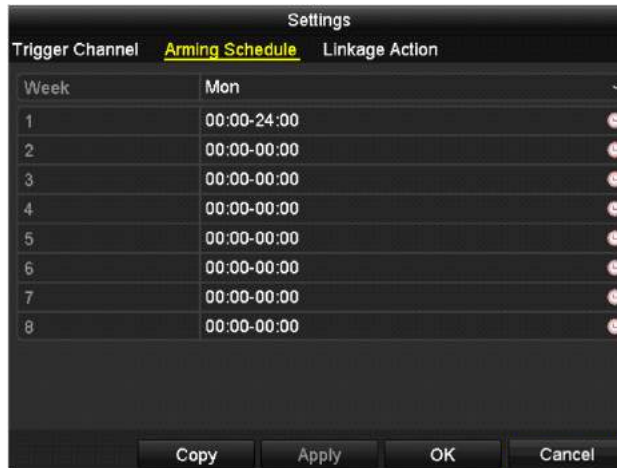 Settings
Trigger Channel Arming Schedule Linkage Action
Week Mon
1 00:00-24:00
2 00:00-00:00
3 00:00-00:00
4 00:00-00:00
5 00:00-00:00
6 00:00-00:00
7 00:00-00:00
8 00:00-00:00
Copy Apply OK Cancel